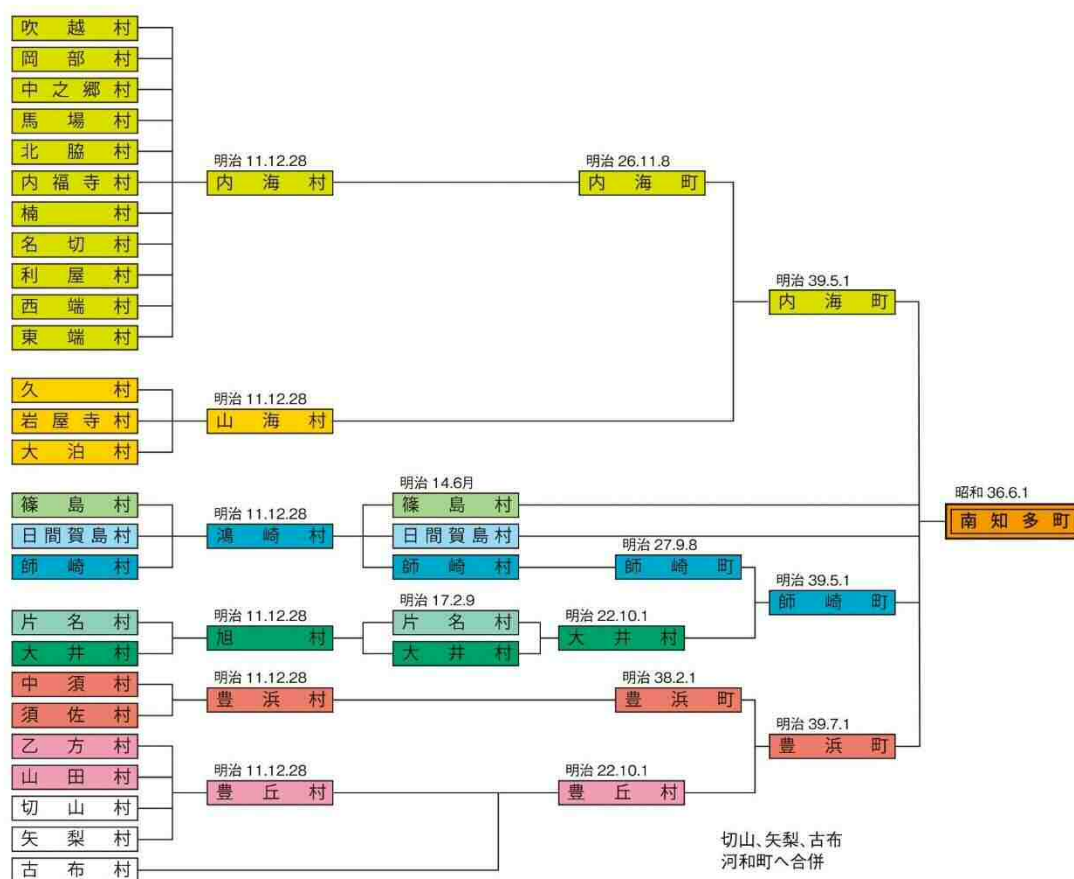 吹越村
岡部村
中之郷村
馬場村
北脇村
内福寺村
楠村
名切村
利屋村
西端村
東端村
明治 11.12.28
内海村
明治 26.11.8
内海町
明治 39.5.1
内海町
久村
岩屋寺村
大泊村
明治 11.12.28
山海村
篠島村
日間賀島村
師崎村
明治 11.12.28
鴻崎村
明治 14.6月
篠島村
日間賀島村
師崎村
明治 27.9.8
師崎町
明治 39.5.1
師崎町
片名村
大井村
明治 11.12.28
旭村
明治 17.2.9
片名村
大井村
明治 22.10.1
大井村
中須村
須佐村
明治 11.12.28
豊浜村
明治 38.2.1
豊浜町
明治 39.7.1
豊浜町
乙方村
山田村
切山村
矢梨村
古布村
明治 11.12.28
豊丘村
明治 22.10.1
豊丘村
昭和 36.6.1
南知多町
切山、矢梨、古布
河和町へ合併